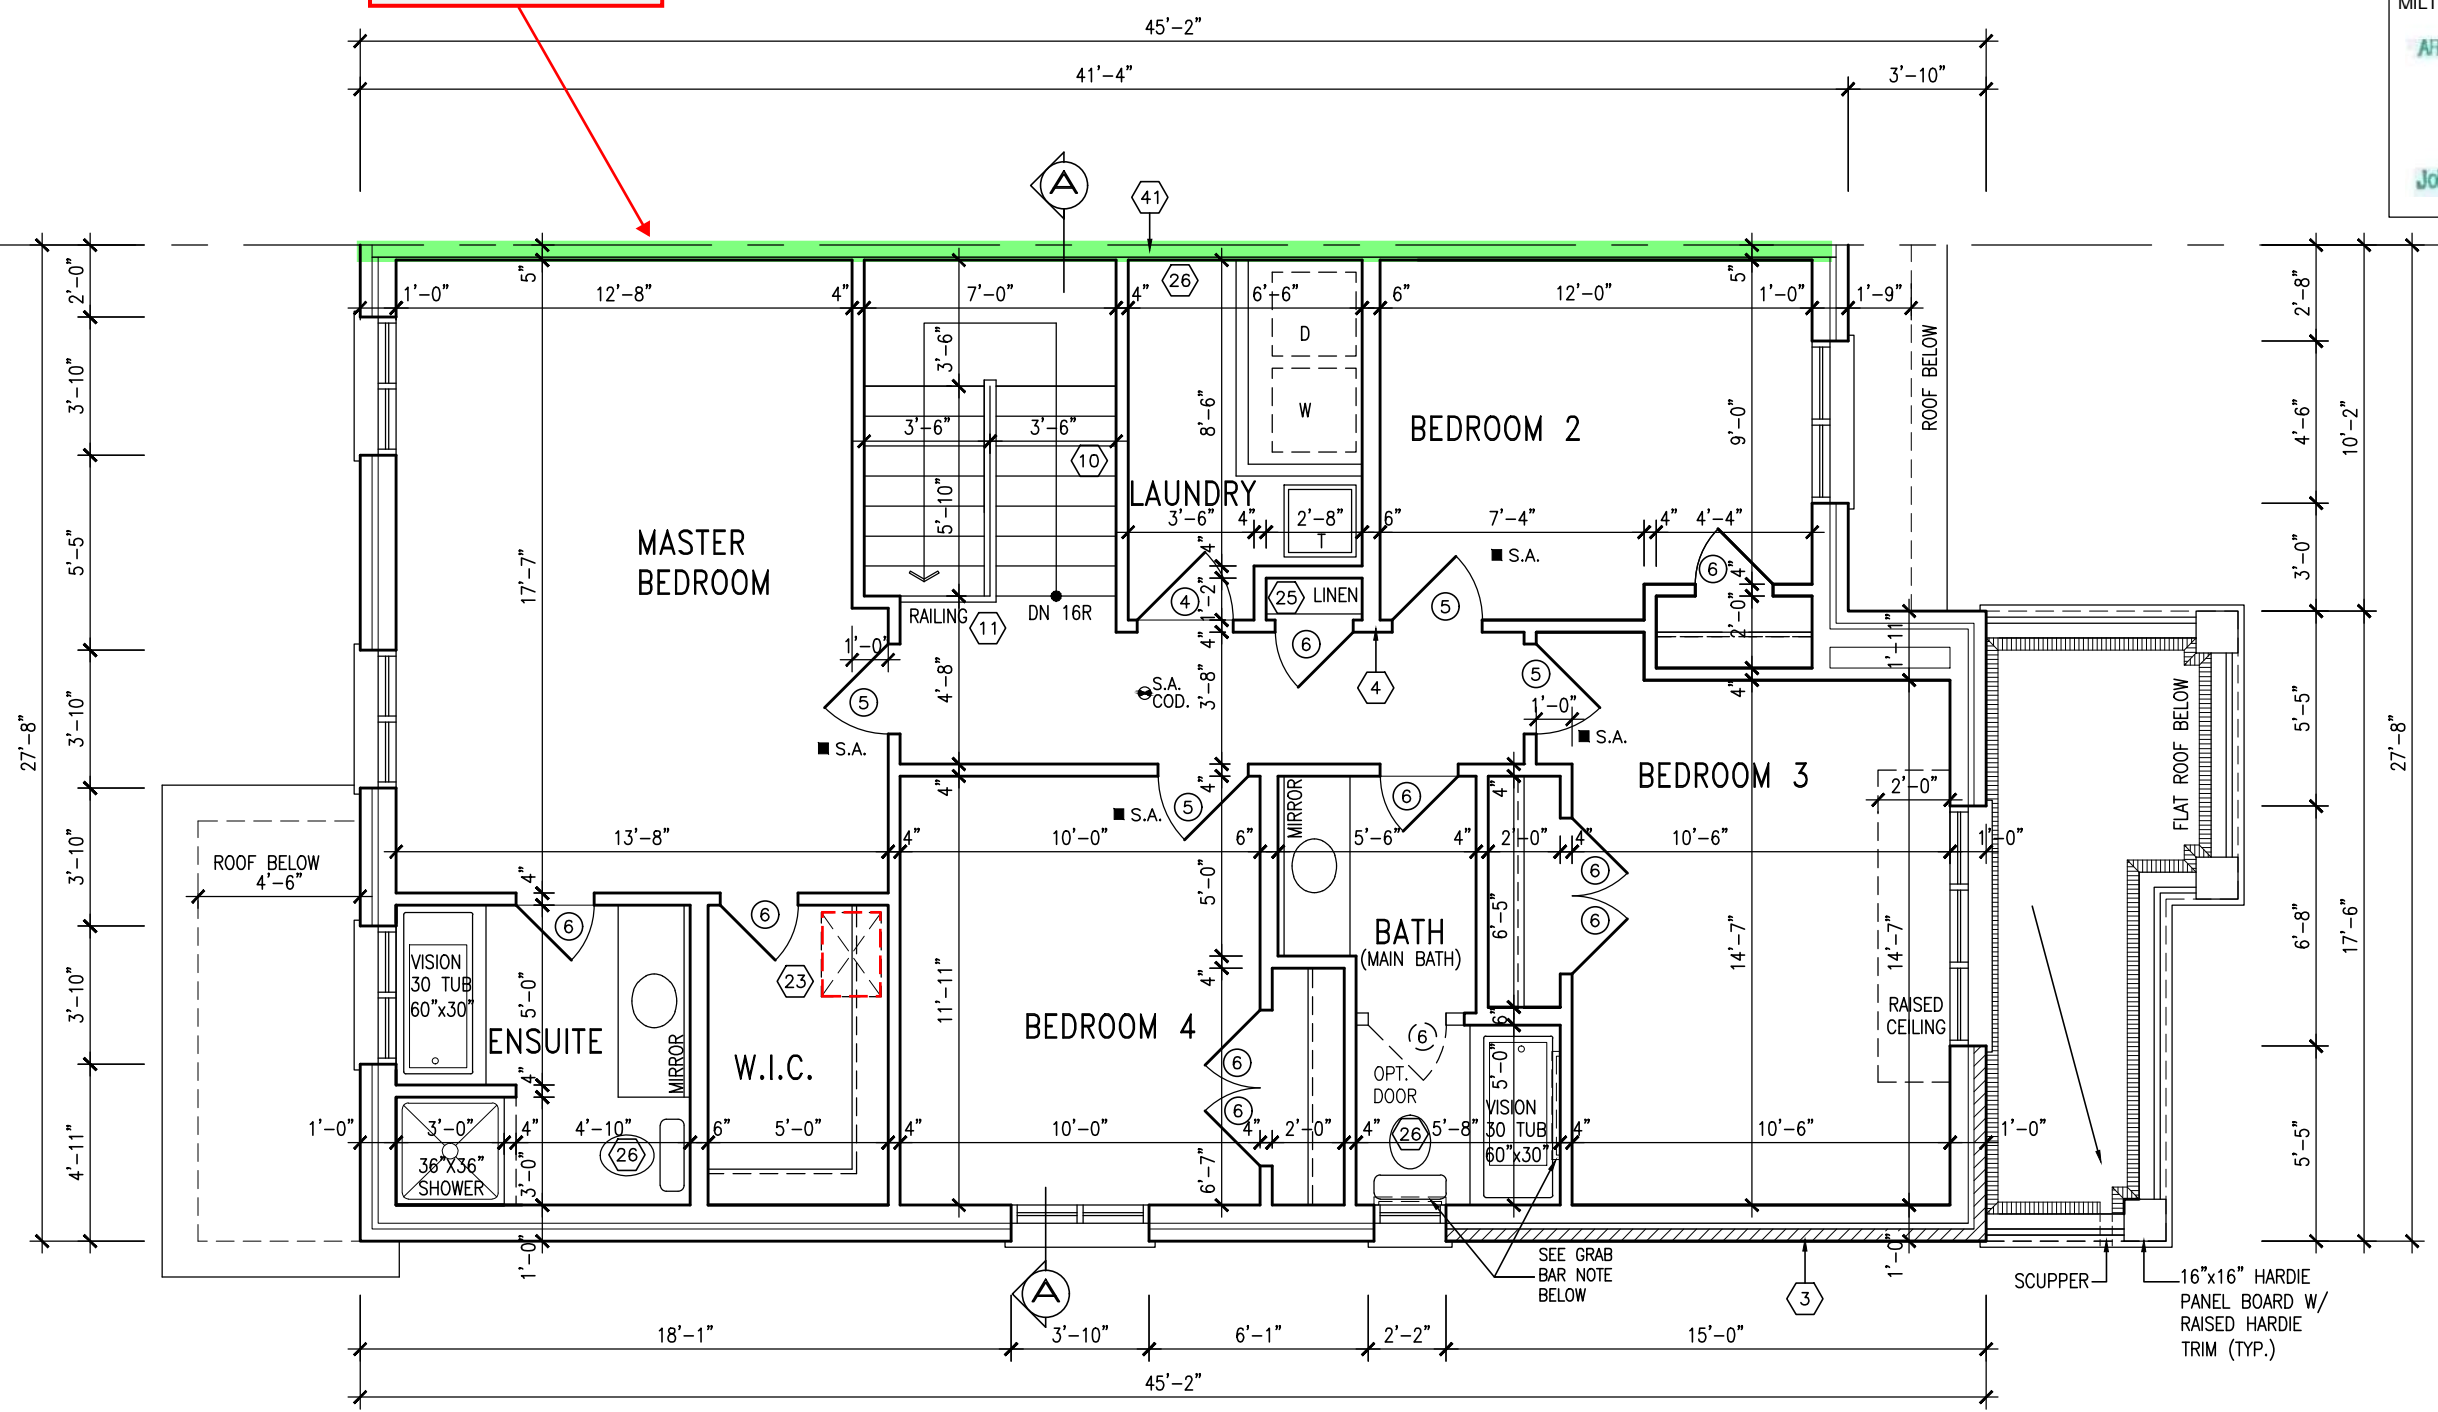 MILT
45'-2"
41'-4"
3'-10"
A
41
26
5"
5"
2'-0"
1'-0"
12'-8"
4"
7'-0"
4"
6'-6"
6"
12'-0"
1'-0"
1'-9"
2'-8"
D
3'-6"
ROOF BELOW
3'-10"
W
8'-6"
BEDROOM 2
9'-0"
4'-6"
10'-2"
3'-6"
3'-6"
10
LAUNDRY
5'-10"
3'-6"
4"
2'-8"
6"
7'-4"
4"
4'-4"
T
MASTER
BEDROOM
17'-7"
5'-5"
4"
S.A.
6
4"
3'-0"
RAILING
11
DN 16R
4
1'-2"
25
LINEN
5
2'-0"
1'-0"
4"
6
1'-11"
4'-8"
5
S.A.
COD.
3'-8"
4
5
1'-0"
4"
S.A.
S.A.
3'-10"
27'-8"
5'-5"
FLAT ROOF BELOW
27'-8"
BEDROOM 3
4"
S.A.
5
4"
MIRROR
6
4"
2'-0"
13'-8"
4"
10'-0"
6"
5'-6"
4"
2'-0"
4"
10'-6"
1'-0"
3'-10"
ROOF BELOW
4'-6"
4"
5'-0"
6
6
6
6
6'-5"
BATH
(MAIN BATH)
14'-7"
14'-7"
6'-8"
17'-6"
VISION
30 TUB
60"x30"
23
4"
5'-0"
11'-11"
3'-10"
ENSUITE
MIRROR
W.I.C.
BEDROOM 4
6
6"
RAISED
CEILING
6
6
OPT.
DOOR
5'-0"
4"
1'-0"
3'-0"
4"
4'-10"
6"
5'-0"
4"
10'-0"
4"
2'-0"
4"
26
5'-8"
VISION
30 TUB
60"x30"
4"
10'-6"
1'-0"
5'-5"
4'-11"
36"X36"
SHOWER
3'-0"
26
6'-7"
1'-0"
1'-0"
A
SEE GRAB
BAR NOTE
BELOW
3
SCUPPER
16"x16" HARDIE
PANEL BOARD W/
RAISED HARDIE
TRIM (TYP.)
18'-1"
3'-10"
6'-1"
2'-2"
15'-0"
45'-2"